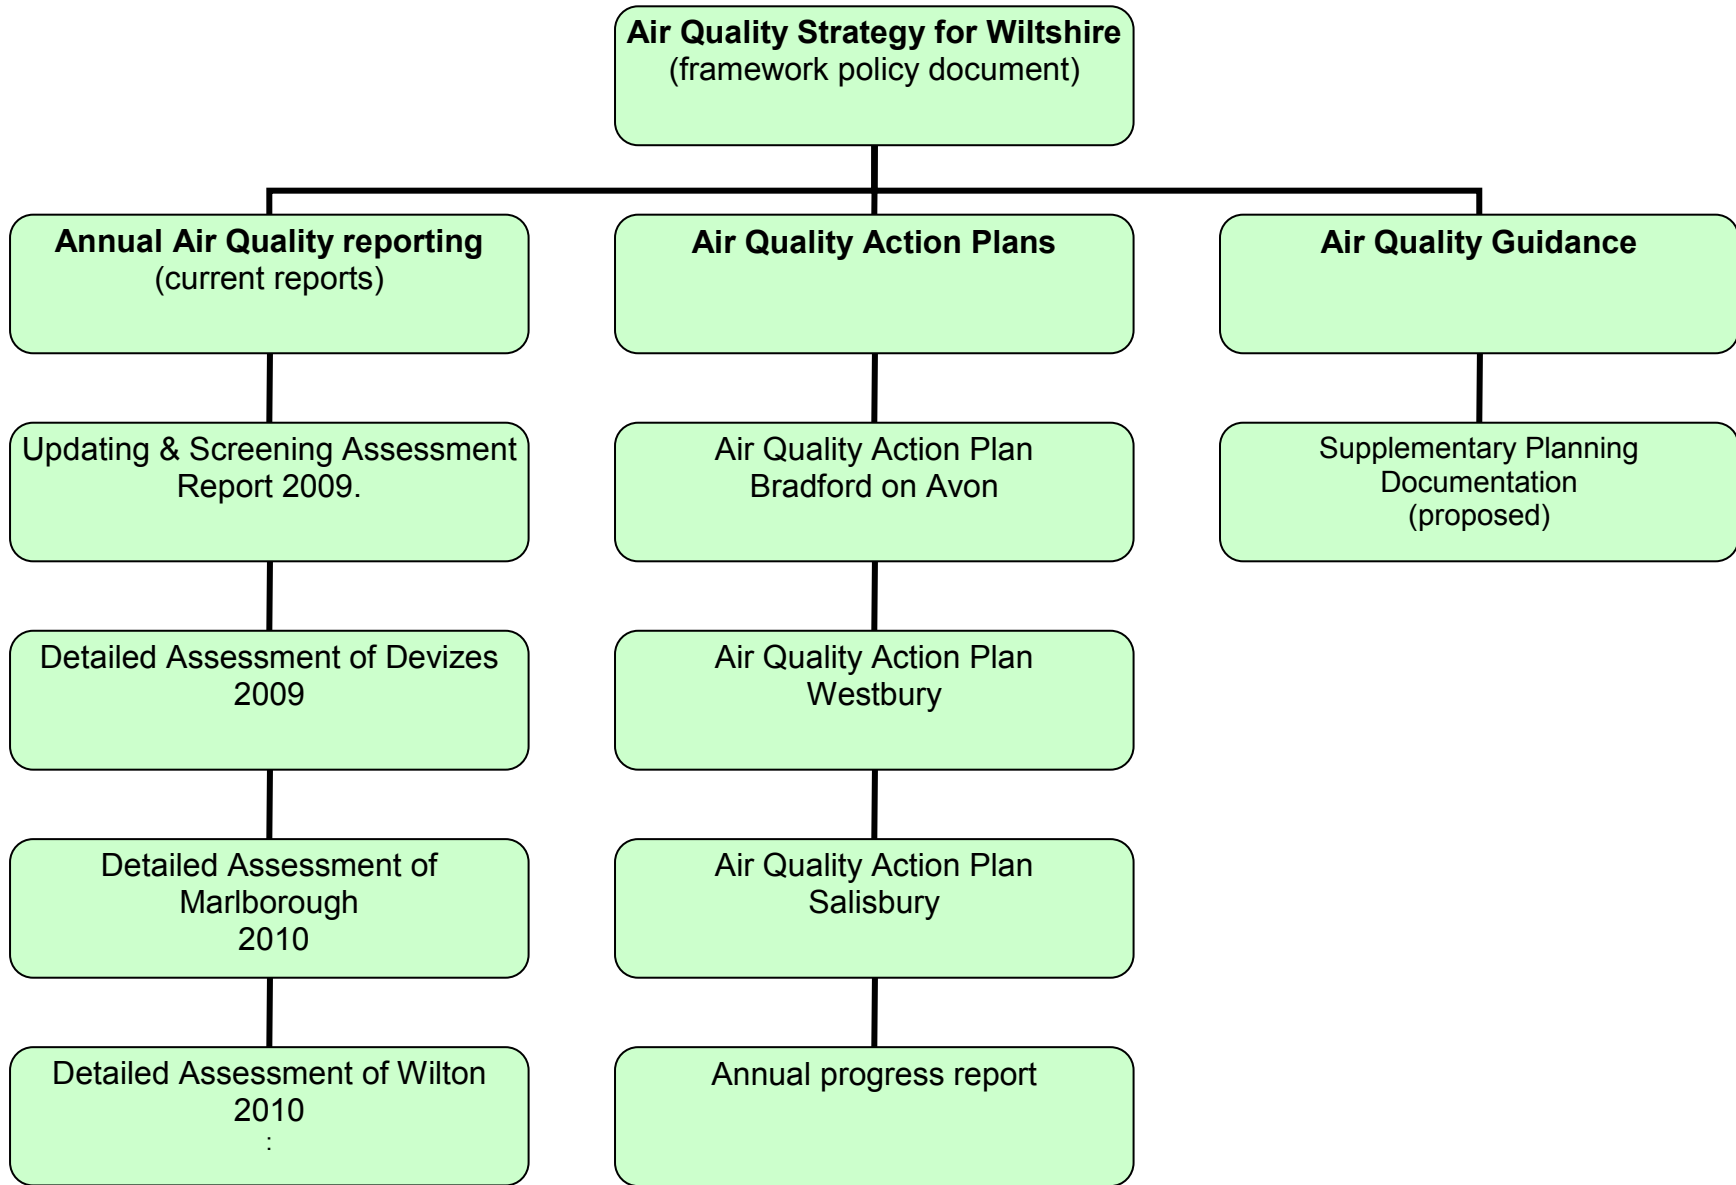 Air Quality Strategy for Wiltshire
(framework policy document)
Annual Air Quality reporting
(current reports)
Air Quality Action Plans
Air Quality Guidance
Updating & Screening Assessment
Report 2009.
Air Quality Action Plan
Bradford on Avon
Supplementary Planning
Documentation
(proposed)
Detailed Assessment of Devizes
2009
Air Quality Action Plan
Westbury
Detailed Assessment of
Marlborough
2010
Air Quality Action Plan
Salisbury
Detailed Assessment of Wilton
2010
:
Annual progress report